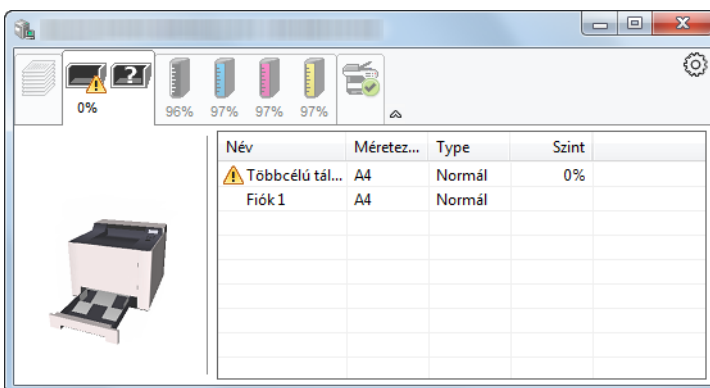 0%
96%
97%
97%
97%
Név Méretez... Type Szint
Többcélú tál... A4 Normál 0%
Fiók 1 A4 Normál